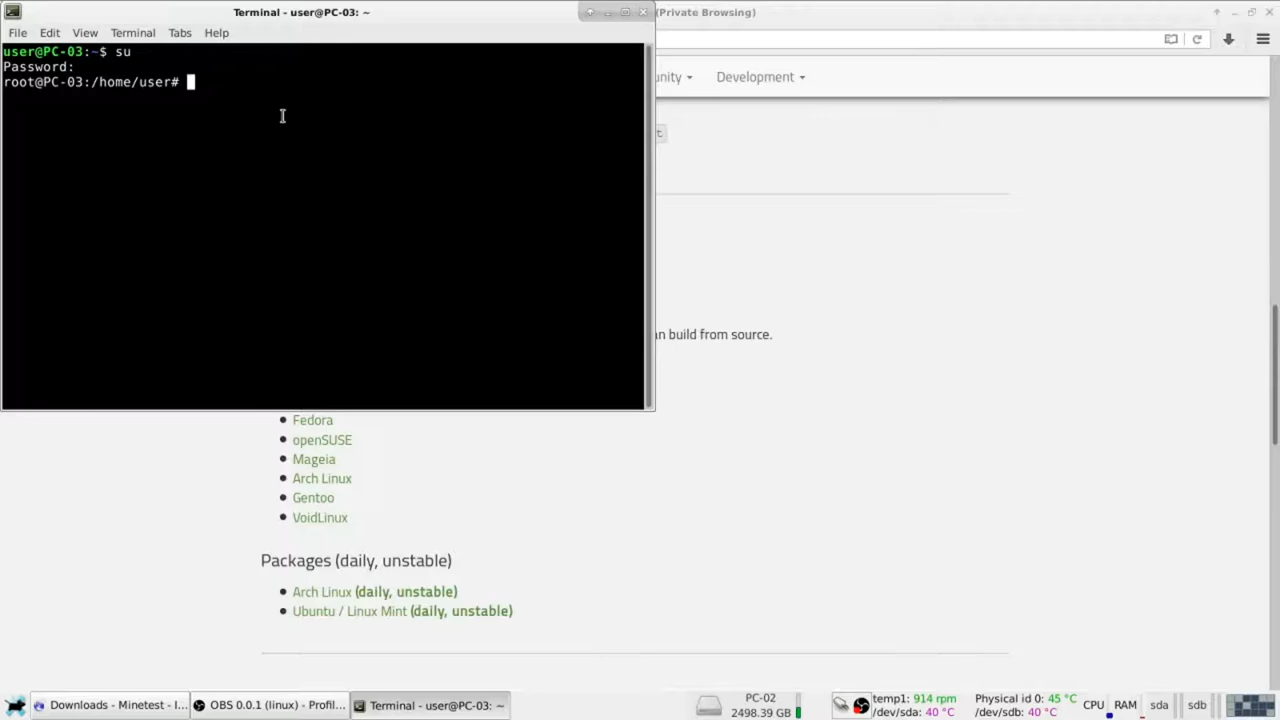 Terminal - user@PC-03: ~
(Private Browsing)
File Edit View Terminal Tabs Help
user@PC-03:~$ su
Password:
root@PC-03:/home/user#
unity
Development
t
an build from source.
Fedora
openSUSE
Mageia
Arch Linux
Gentoo
VoidLinux
Packages (daily, unstable)
Arch Linux (daily, unstable)
Ubuntu / Linux Mint (daily, unstable)
Downloads - Minetest - I...
OBS 0.0.1 (linux) - Profil...
Terminal - user@PC-03: ~
PC-02
2498.39 GB
temp1: 914 rpm
/dev/sda: 40 °C
Physical id 0: 45 °C
/dev/sdb: 40 °C
CPU
RAM
sda
sdb